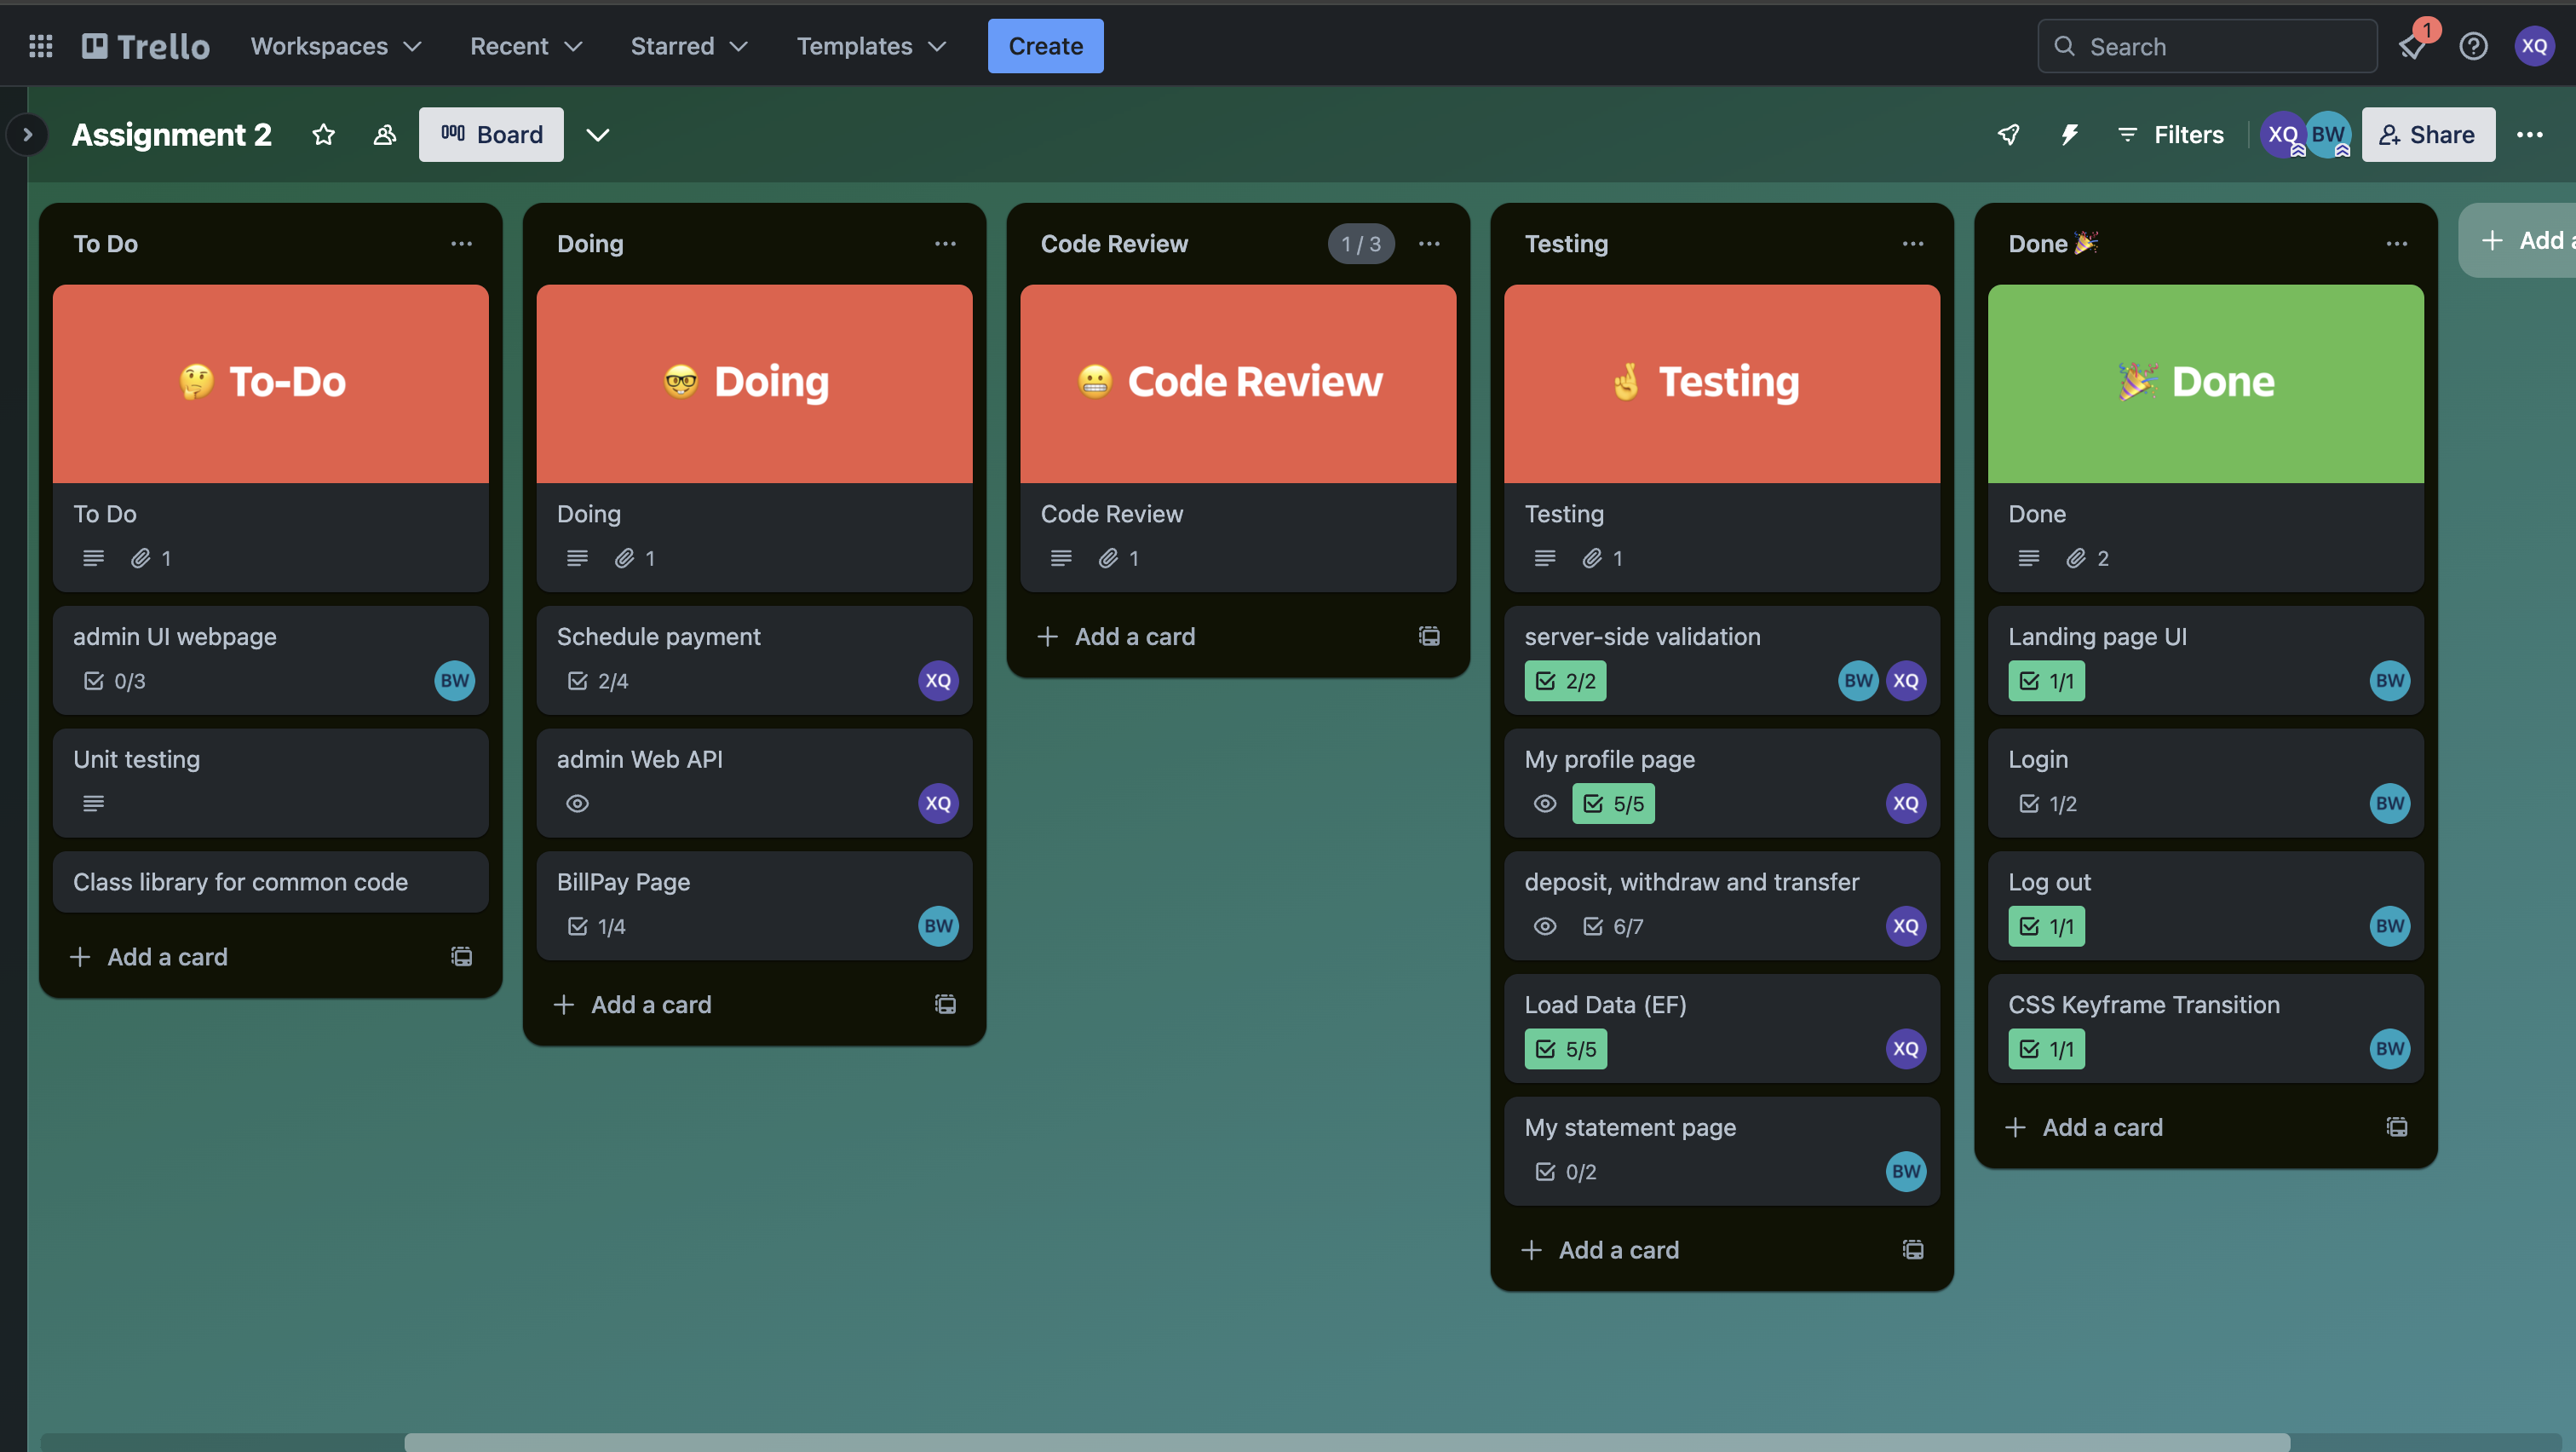 Trello Workspaces Recent Starred Templates Create Search 1 XQ
Assignment 2 Board Filters XQ BW Share
To Do
🤔 To-Do
To Do
1
admin UI webpage
0/3 BW
Unit testing
Class library for common code
+ Add a card
Doing
🤓 Doing
Doing
1
Schedule payment
2/4 XQ
admin Web API
XQ
BillPay Page
1/4 BW
+ Add a card
Code Review 1 / 3
😬 Code Review
Code Review
1
+ Add a card
Testing
🤞 Testing
Testing
1
server-side validation
2/2 BW XQ
My profile page
5/5 XQ
deposit, withdraw and transfer
6/7 XQ
Load Data (EF)
5/5 XQ
My statement page
0/2 BW
+ Add a card
Done 🎉
🎉 Done
Done
2
Landing page UI
1/1 BW
Login
1/2 BW
Log out
1/1 BW
CSS Keyframe Transition
1/1 BW
+ Add a card
+ Add